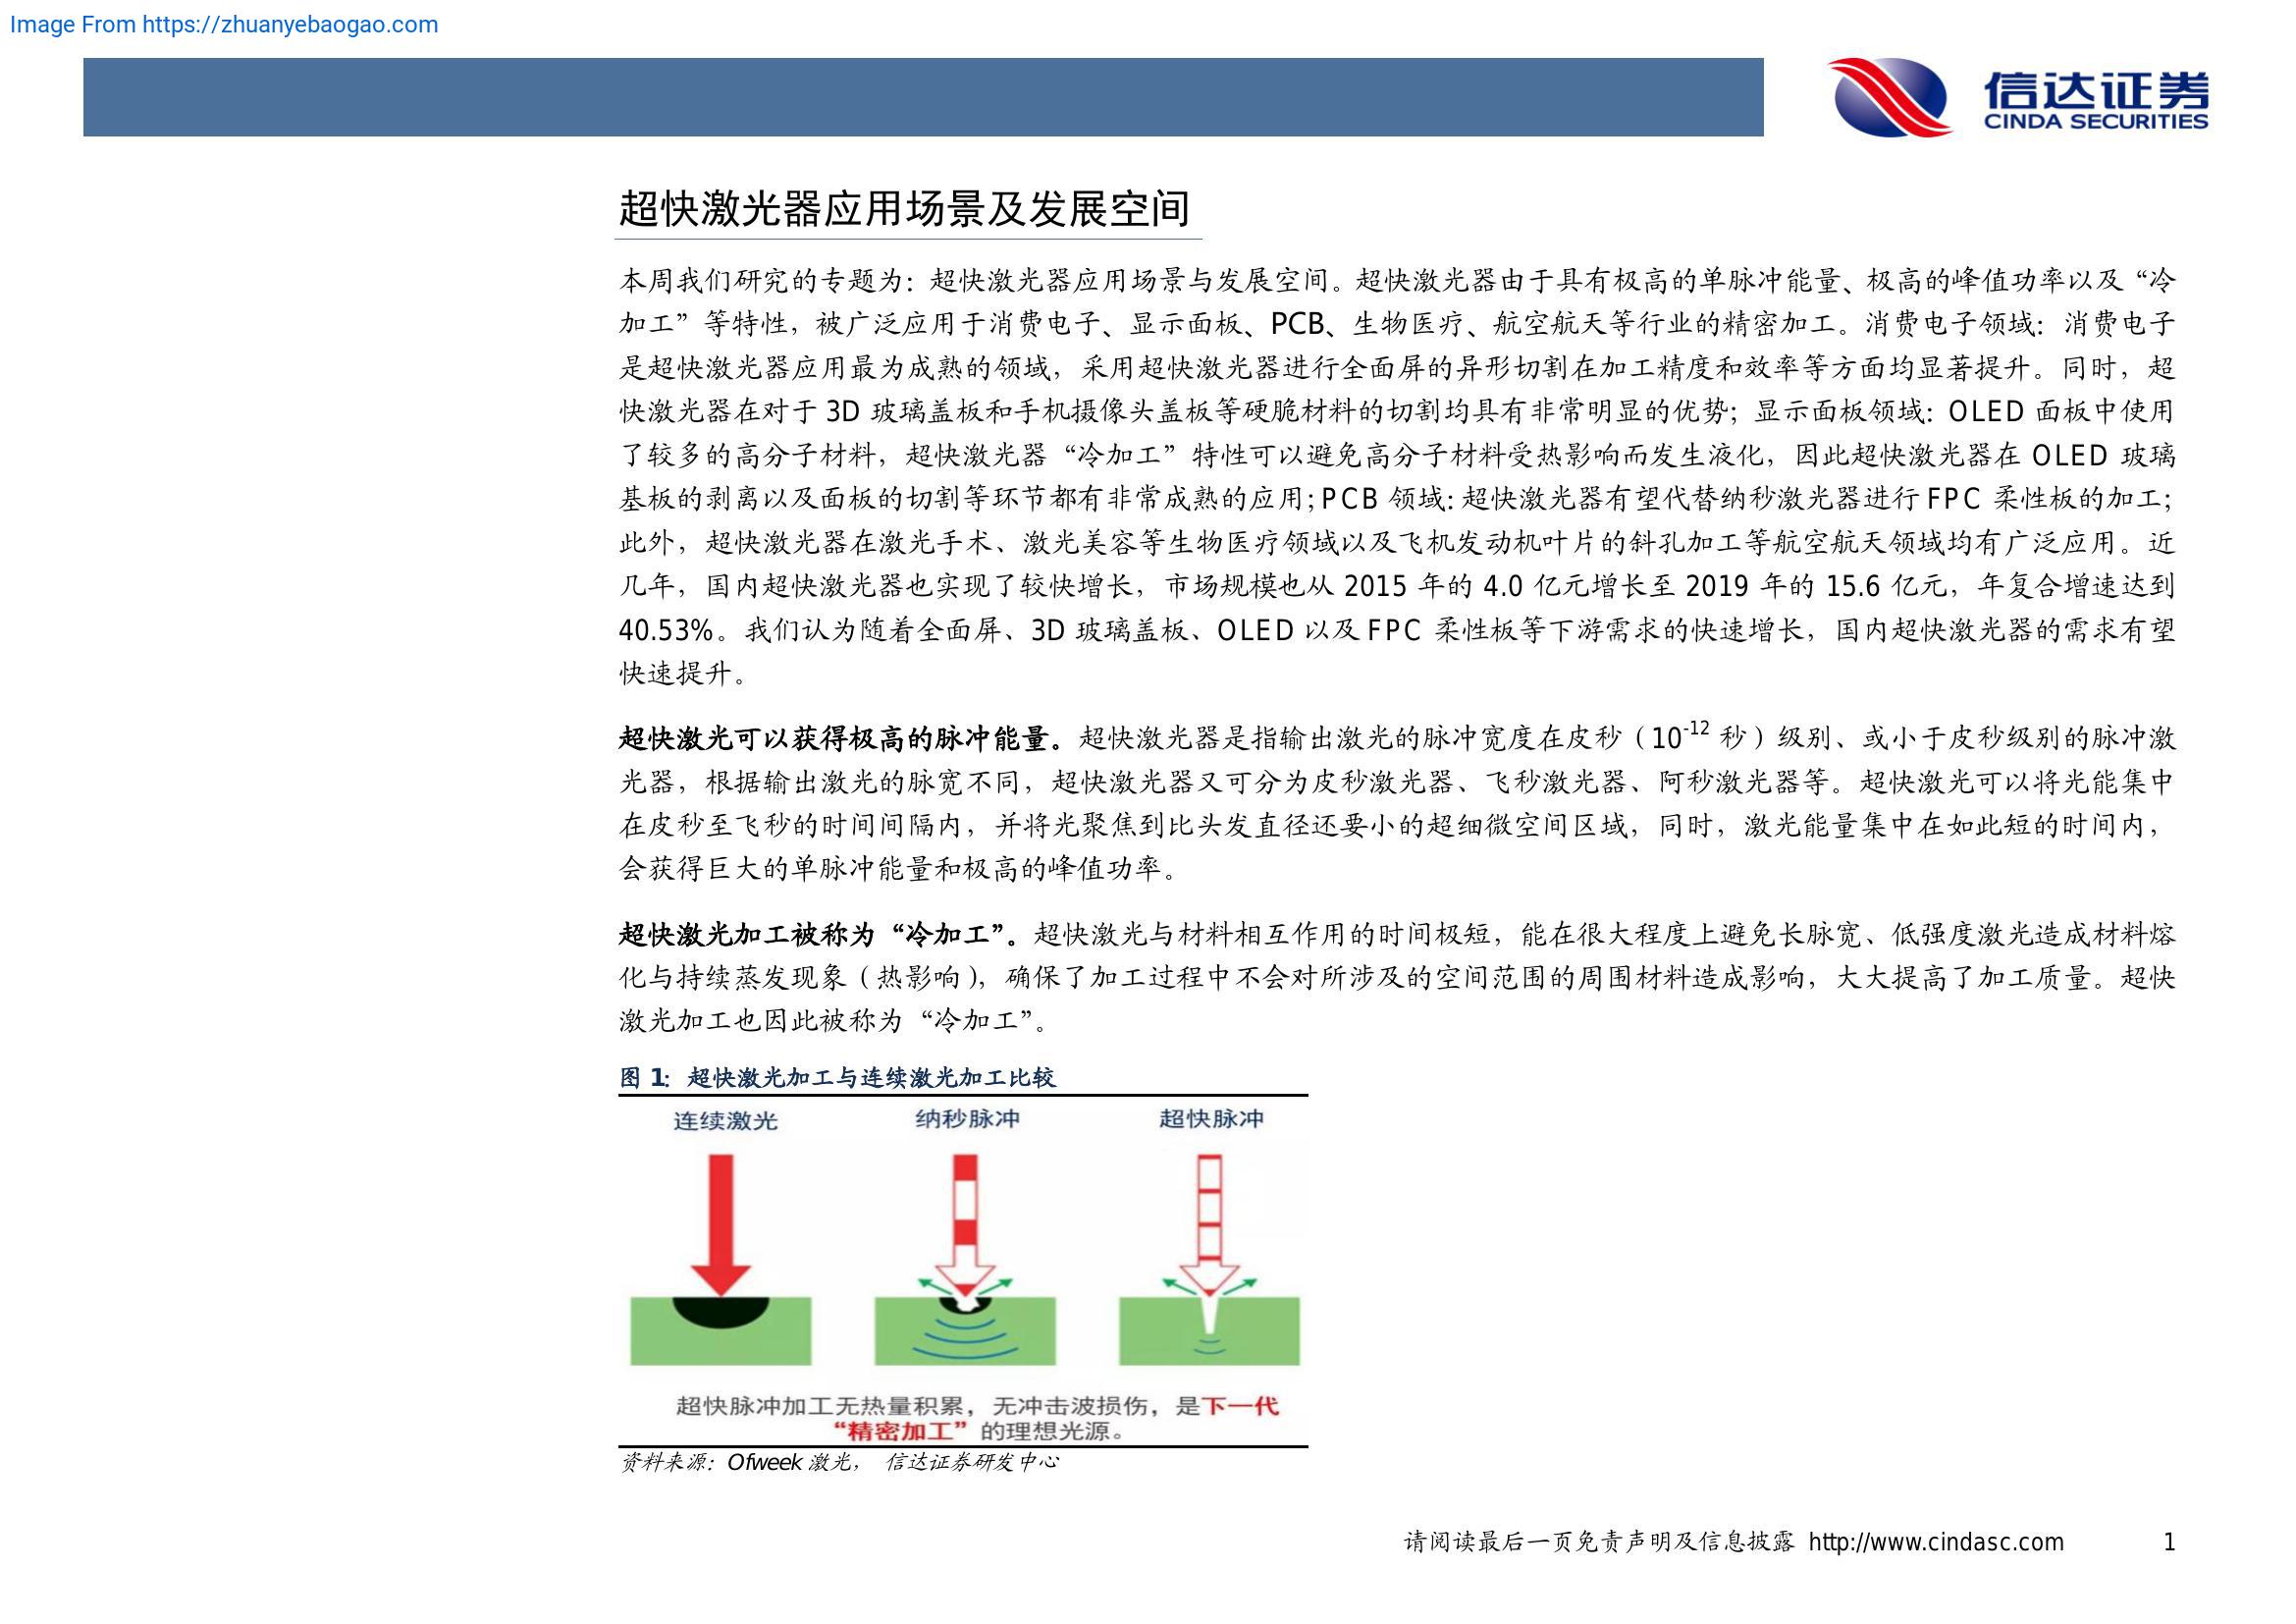 Image From https://zhuanyebaogao.com
信达证券
CINDA SECURITIES
超快激光器应用场景及发展空间
本周我们研究的专题为：超快激光器应用场景与发展空间。超快激光器由于具有极高的单脉冲能量、极高的峰值功率以及“冷
加工”等特性，被广泛应用于消费电子、显示面板、PCB、生物医疗、航空航天等行业的精密加工。消费电子领域：消费电子
是超快激光器应用最为成熟的领域，采用超快激光器进行全面屏的异形切割在加工精度和效率等方面均显著提升。同时，超
快激光器在对于 3D 玻璃盖板和手机摄像头盖板等硬脆材料的切割均具有非常明显的优势；显示面板领域：OLED 面板中使用
了较多的高分子材料，超快激光器“冷加工”特性可以避免高分子材料受热影响而发生液化，因此超快激光器在 OLED 玻璃
基板的剥离以及面板的切割等环节都有非常成熟的应用；PCB 领域：超快激光器有望代替纳秒激光器进行 FPC 柔性板的加工；
此外，超快激光器在激光手术、激光美容等生物医疗领域以及飞机发动机叶片的斜孔加工等航空航天领域均有广泛应用。近
几年，国内超快激光器也实现了较快增长，市场规模也从 2015 年的 4.0 亿元增长至 2019 年的 15.6 亿元，年复合增速达到
40.53%。我们认为随着全面屏、3D 玻璃盖板、OLED 以及 FPC 柔性板等下游需求的快速增长，国内超快激光器的需求有望
快速提升。
超快激光可以获得极高的脉冲能量。超快激光器是指输出激光的脉冲宽度在皮秒（10⁻¹² 秒）级别、或小于皮秒级别的脉冲激
光器，根据输出激光的脉宽不同，超快激光器又可分为皮秒激光器、飞秒激光器、阿秒激光器等。超快激光可以将光能集中
在皮秒至飞秒的时间间隔内，并将光聚焦到比头发直径还要小的超细微空间区域，同时，激光能量集中在如此短的时间内，
会获得巨大的单脉冲能量和极高的峰值功率。
超快激光加工被称为“冷加工”。超快激光与材料相互作用的时间极短，能在很大程度上避免长脉宽、低强度激光造成材料熔
化与持续蒸发现象（热影响），确保了加工过程中不会对所涉及的空间范围的周围材料造成影响，大大提高了加工质量。超快
激光加工也因此被称为“冷加工”。
图 1：超快激光加工与连续激光加工比较
连续激光 纳秒脉冲 超快脉冲
超快脉冲加工无热量积累，无冲击波损伤，是下一代
“精密加工”的理想光源。
资料来源：Ofweek 激光， 信达证券研发中心
请阅读最后一页免责声明及信息披露 http://www.cindasc.com 1